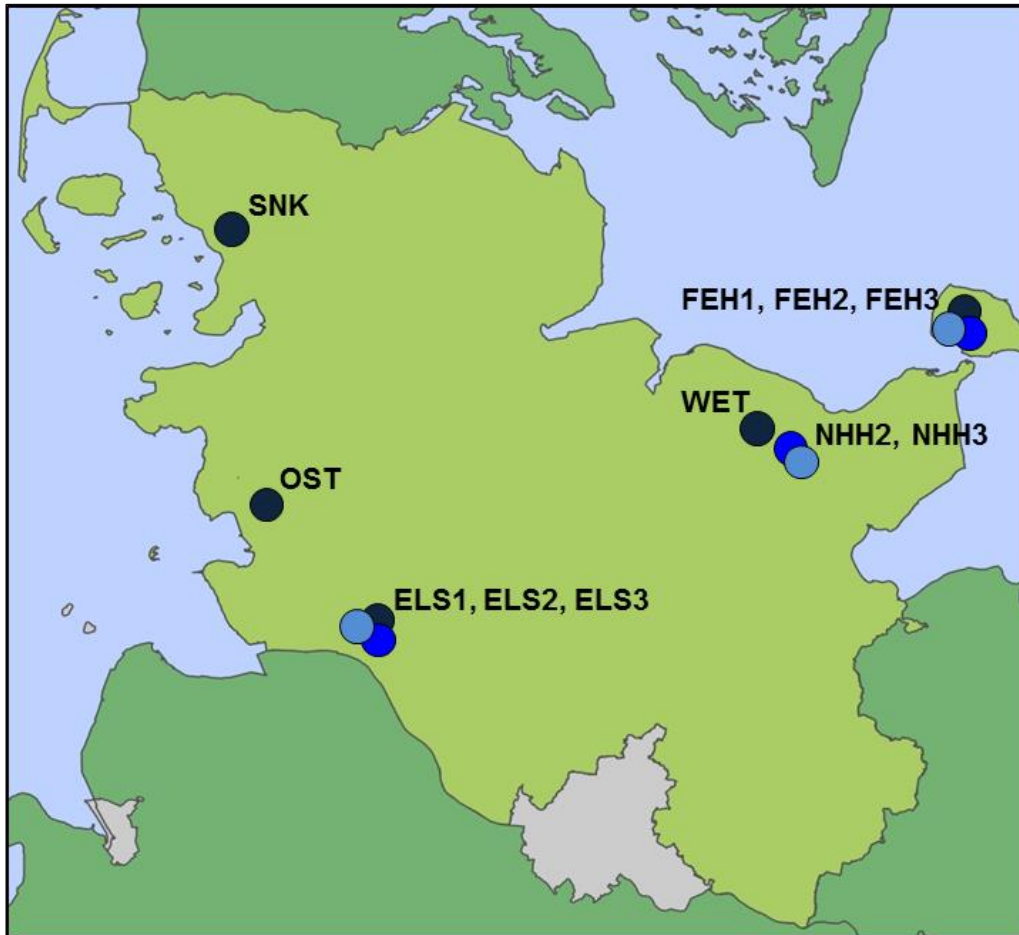 SNK
FEH1, FEH2, FEH3
WET
NHH2, NHH3
OST
ELS1, ELS2, ELS3